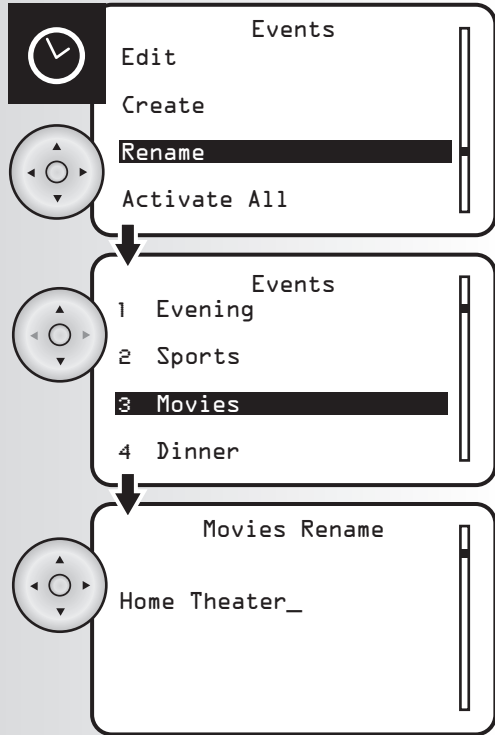 Events
Edit
Create
Rename
Activate All
Events
1 Evening
2 Sports
3 Movies
4 Dinner
Movies Rename
Home Theater_